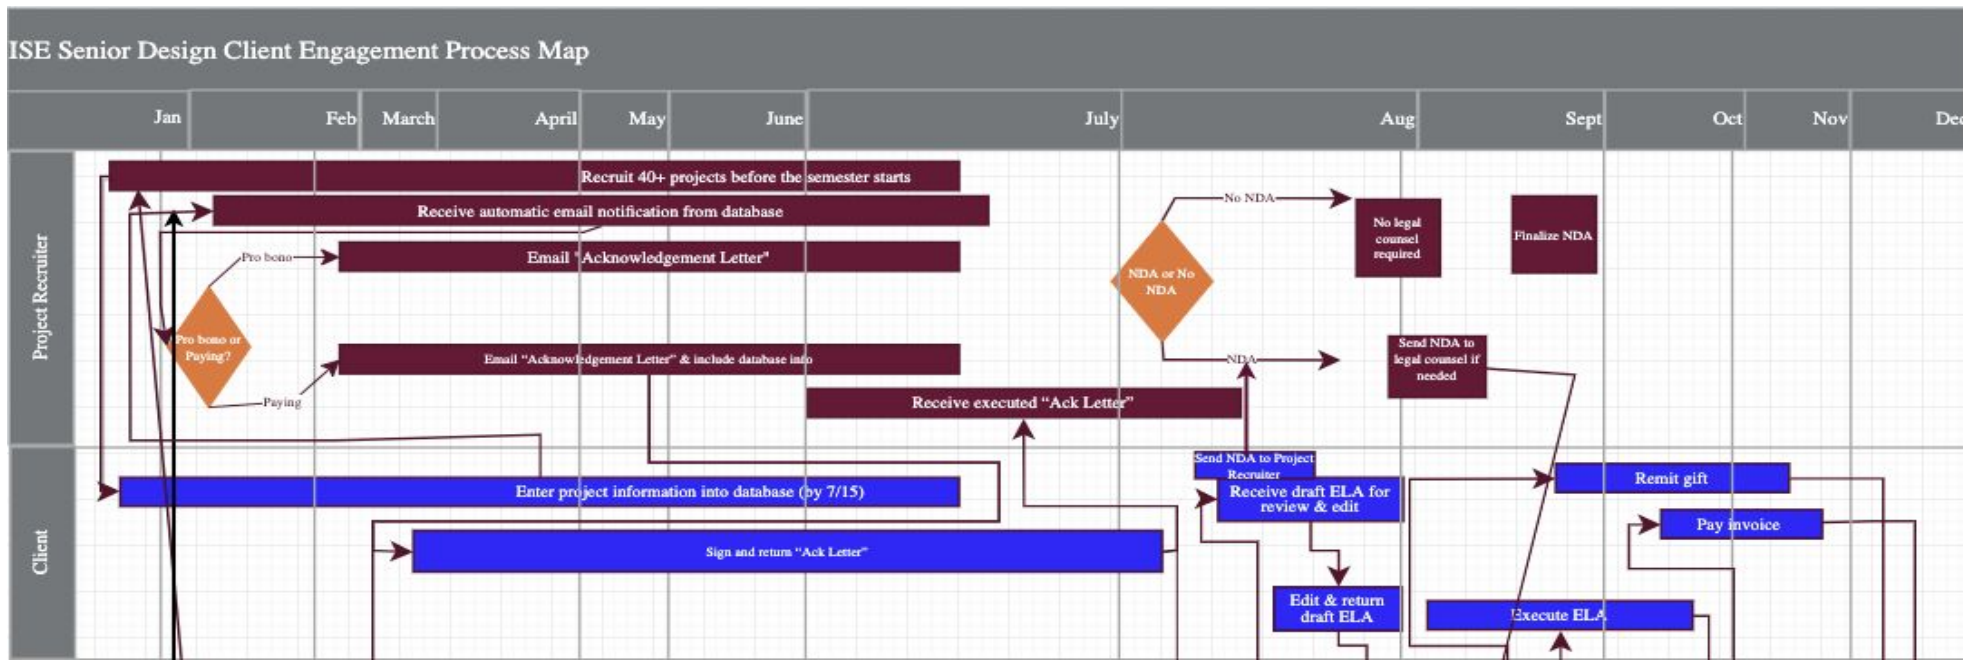 ISE Senior Design Client Engagement Process Map
Jan
Feb
March
April
May
June
July
Aug
Sept
Oct
Nov
Dec
Project Recruiter
Recruit 40+ projects before the semester starts
Receive automatic email notification from database
Pro bono
Email "Acknowledgement Letter"
Pro bono or
Paying?
Email “Acknowledgement Letter” & include database info
Paying
Receive executed “Ack Letter”
No NDA
NDA or No
NDA
NDA
No legal
counsel
required
Finalize NDA
Send NDA to
legal counsel if
needed
Client
Enter project information into database (by 7/15)
Sign and return “Ack Letter”
Send NDA to Project
Recruiter
Receive draft ELA for
review & edit
Edit & return
draft ELA
Remit gift
Pay invoice
Execute ELA